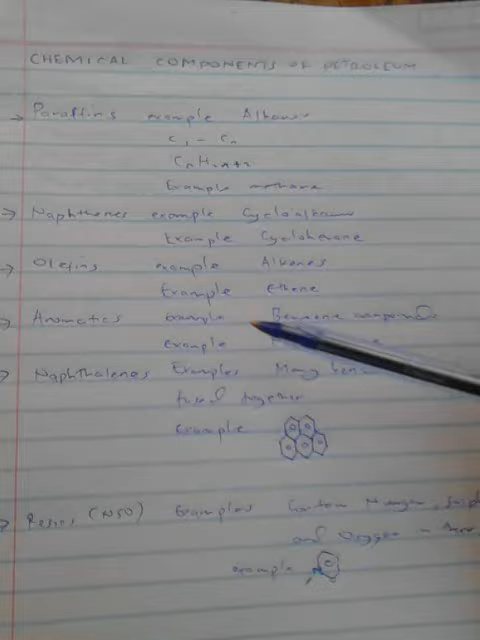 CHEMICAL COMPONENTS OF PETROLEUM
→ Paraffins example Alkanes
C1 - Cn
CnH2n+2
Example methane
→ Naphthenes example Cycloalkanes
Example Cyclohexane
→ Olefins example Alkenes
Example ethene
→ Aromatics example Benzene compounds
example
→ Naphthalenes Examples Many
fused together
example
→ Resins (NSO) Examples Nitrogen,
and Oxygen -
example